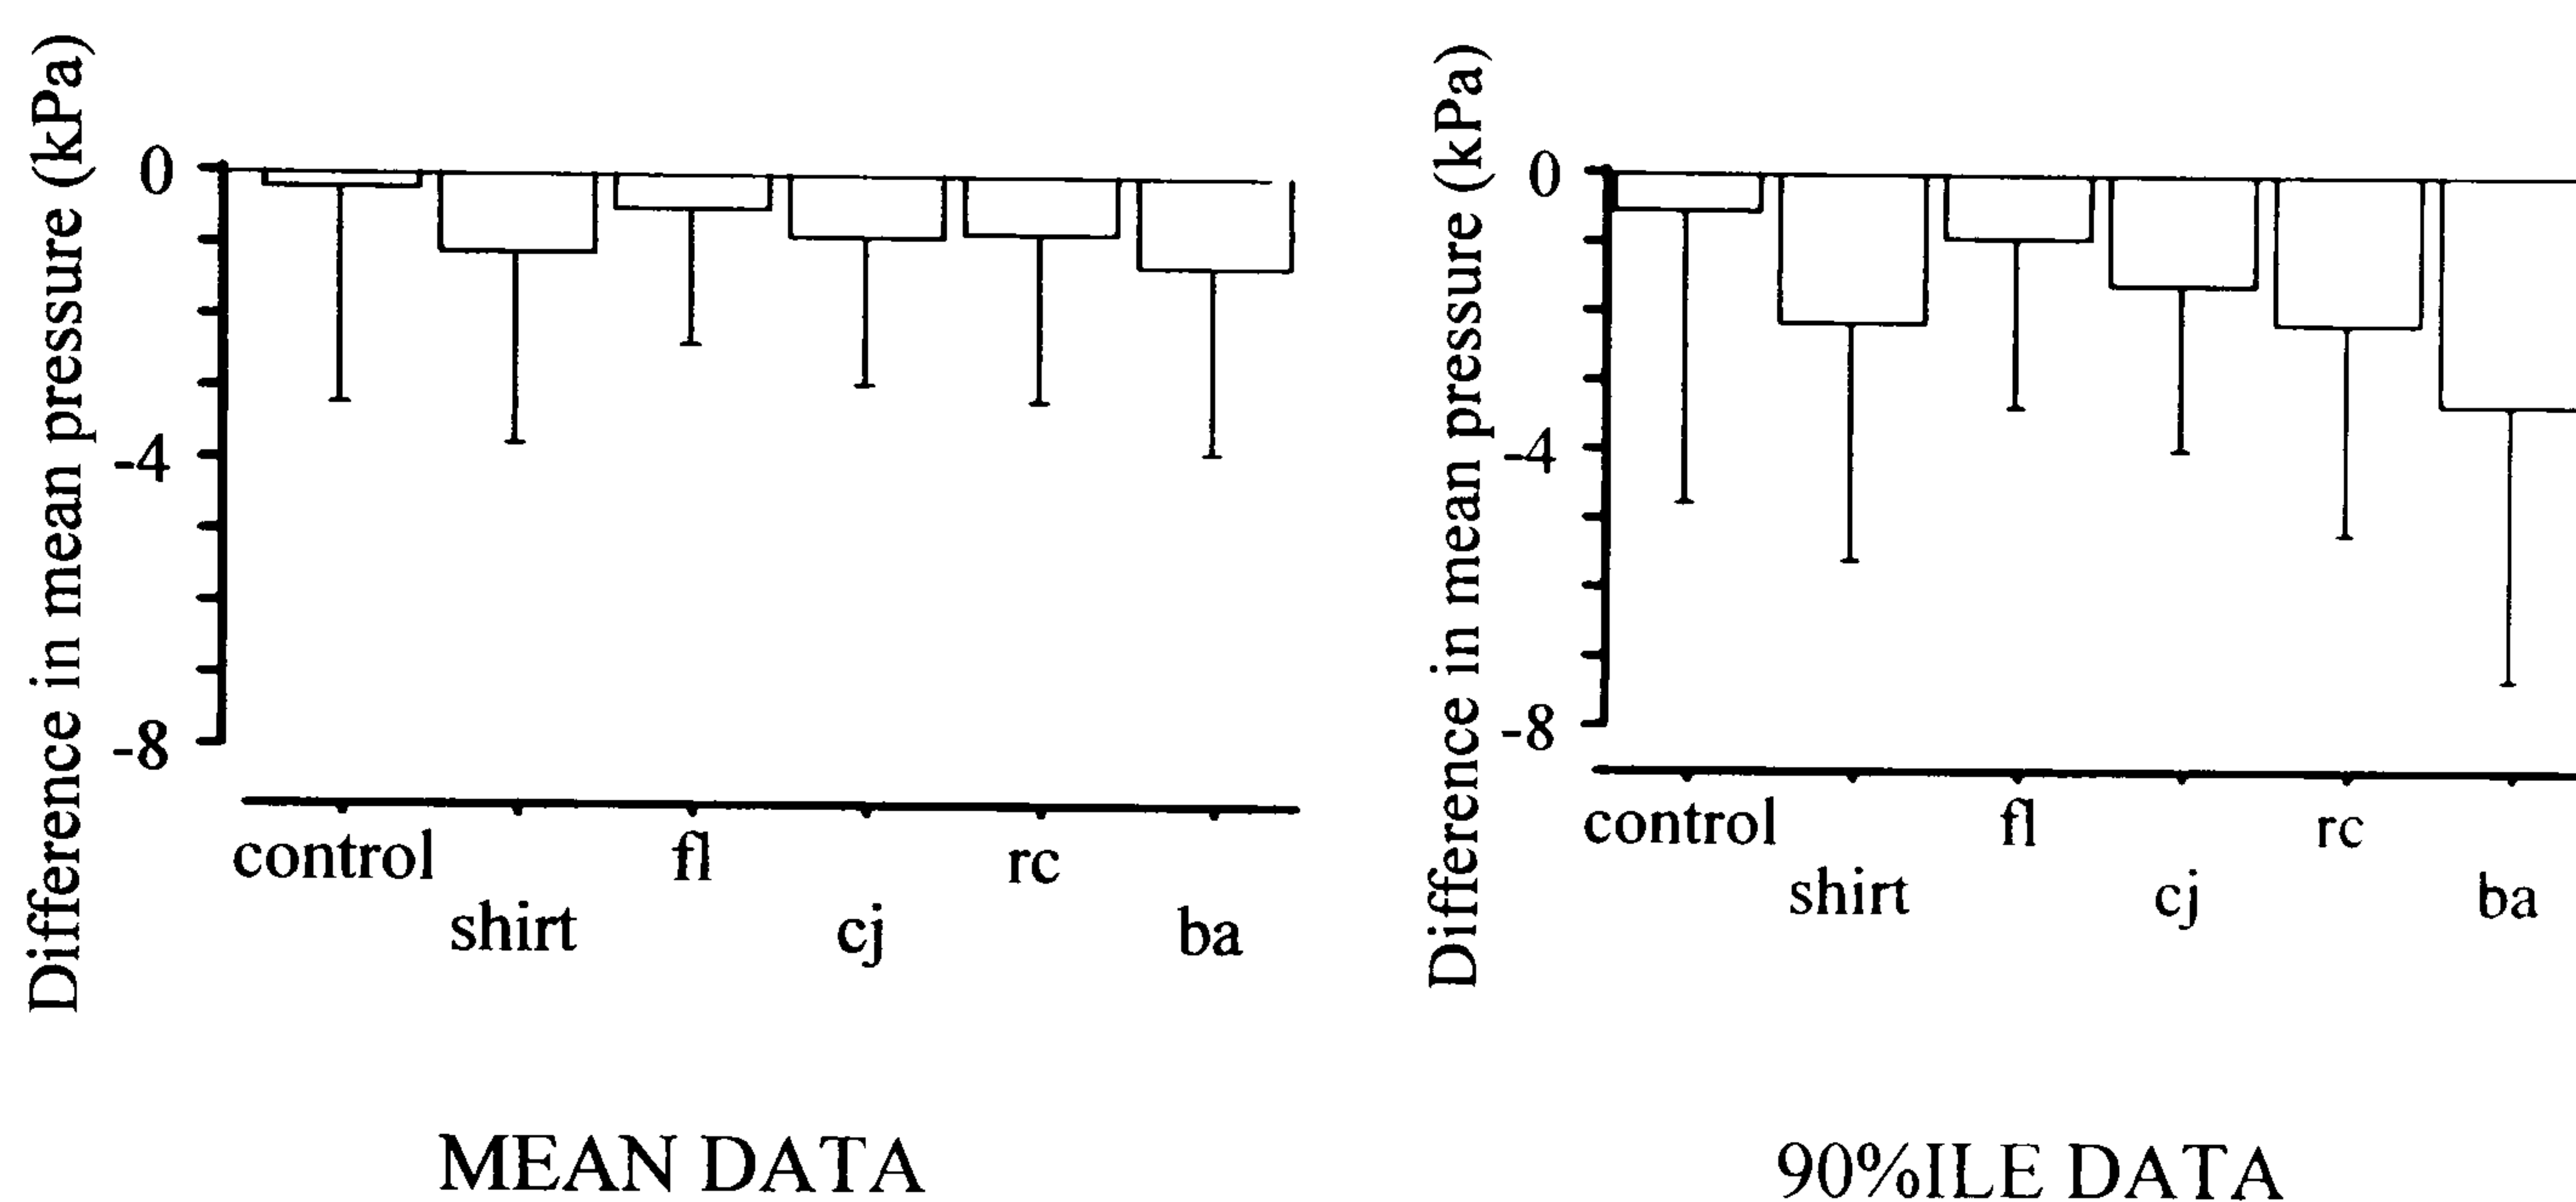 Difference in mean pressure (kPa)
0
-4
-8
control
shirt
fl
cj
rc
ba
MEAN DATA
Difference in mean pressure (kPa)
0
-4
-8
control
shirt
fl
cj
rc
ba
90%ILE DATA